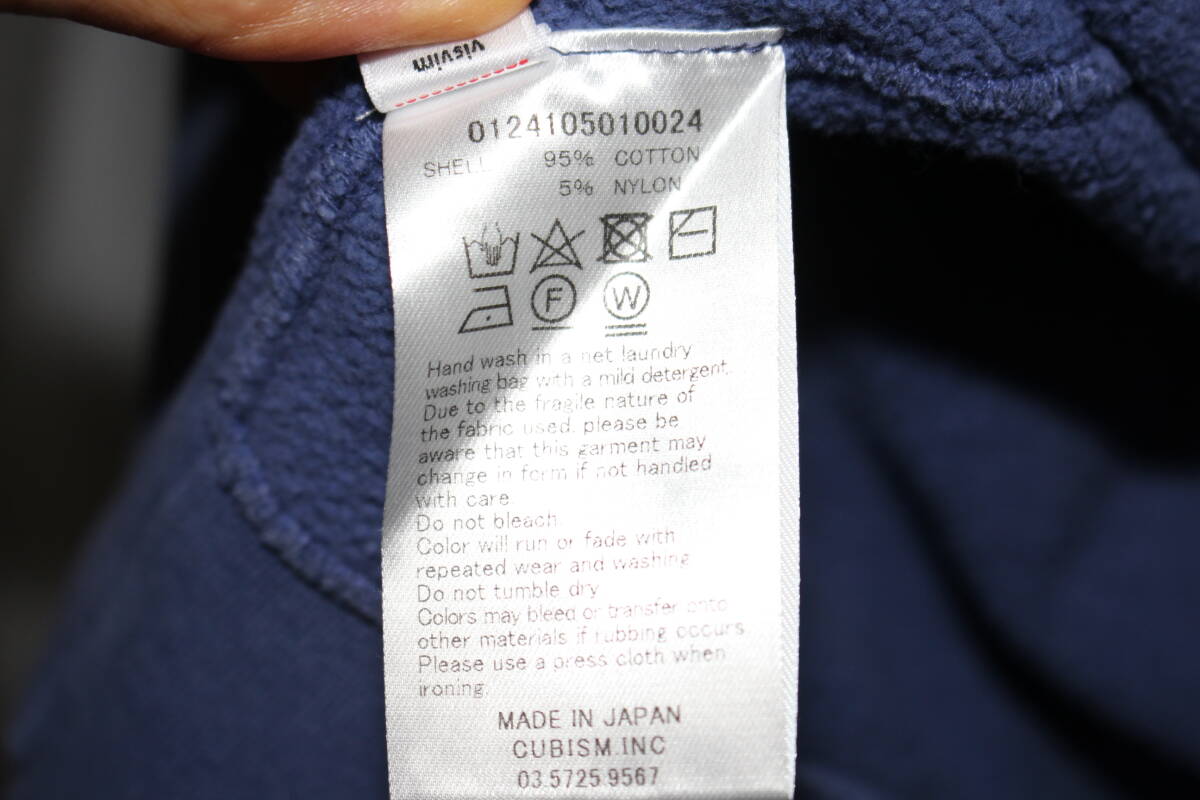 visvim
0124105010024
SHELL 95% COTTON
5% NYLON
F W
Hand wash in a net laundry
washing bag with a mild detergent.
Due to the fragile nature of
the fabric used, please be
aware that this garment may
change in form if not handled
with care.
Do not bleach.
Color will run or fade with
repeated wear and washing
Do not tumble dry
Colors may bleed or transfer onto
other materials if rubbing occurs
Please use a press cloth when
ironing.
MADE IN JAPAN
CUBISM.INC
03.5725.9567